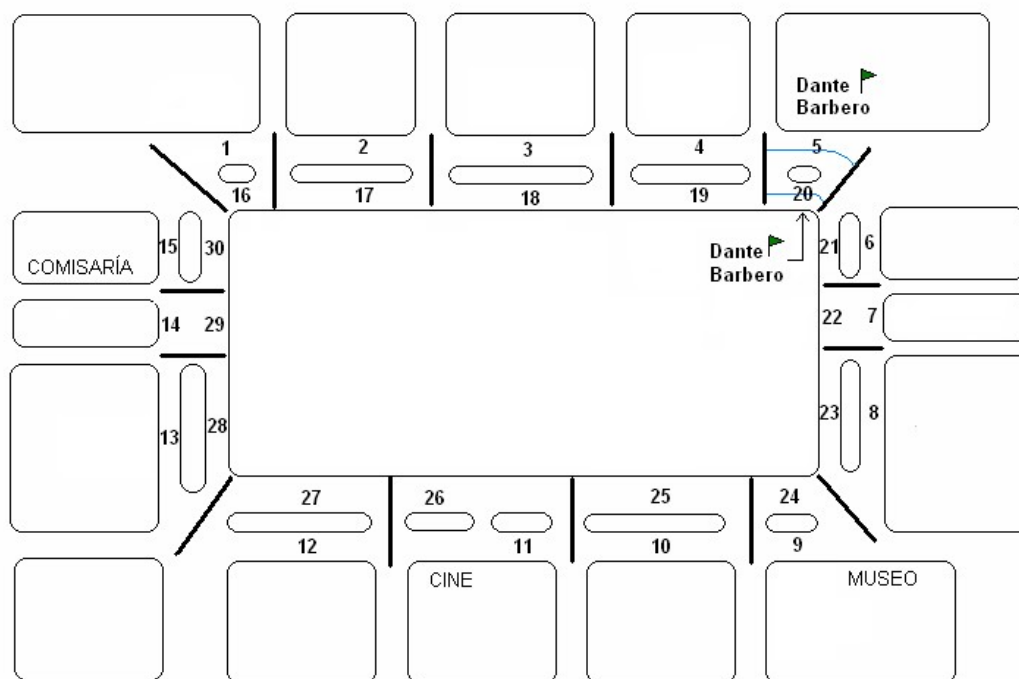 Dante
Barbero
1 2 3 4 5
16 17 18 19 20
15 30 21 6
COMISARÍA
Dante
Barbero
14 29 22 7
13 28 23 8
27 26 25 24
12 11 10 9
CINE MUSEO